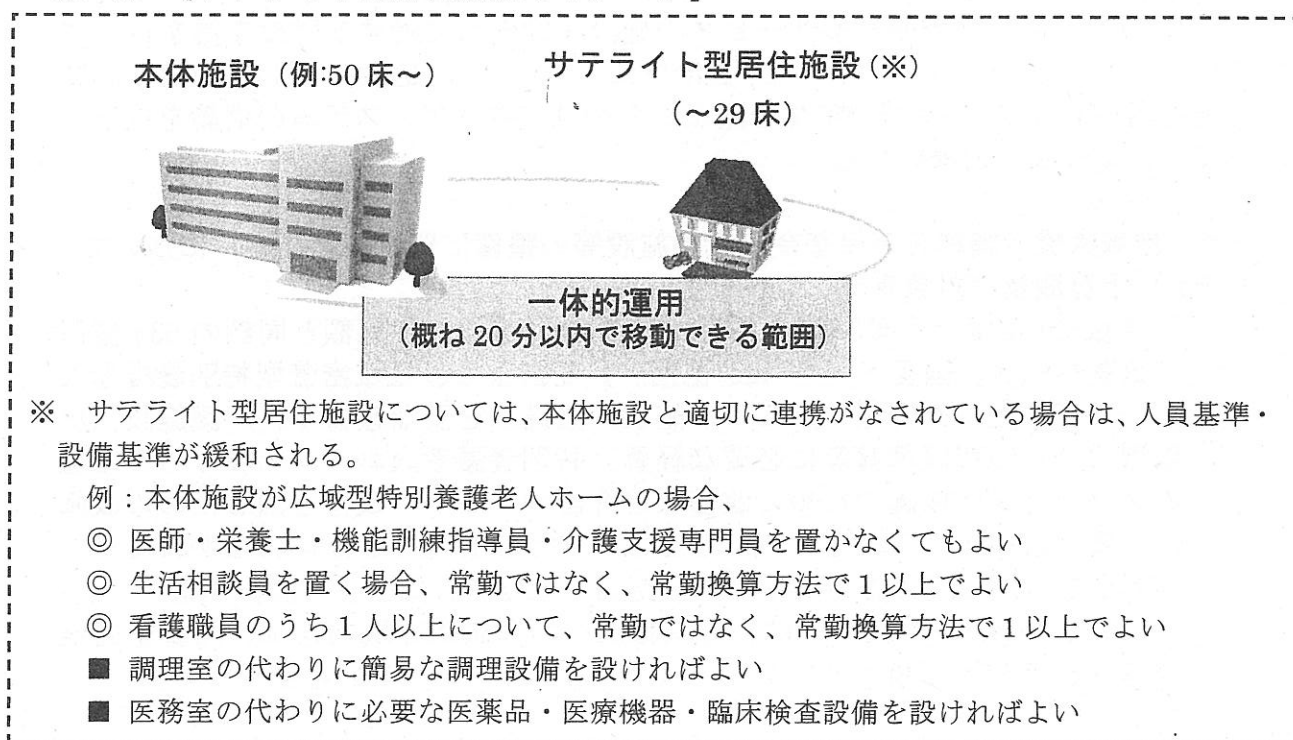 本体施設（例:50床～）
サテライト型居住施設(※)
（～29床）
一体的運用
（概ね20分以内で移動できる範囲）
※　サテライト型居住施設については、本体施設と適切に連携がなされている場合は、人員基準・
設備基準が緩和される。
例：本体施設が広域型特別養護老人ホームの場合、
◎ 医師・栄養士・機能訓練指導員・介護支援専門員を置かなくてもよい
◎ 生活相談員を置く場合、常勤ではなく、常勤換算方法で１以上でよい
◎ 看護職員のうち１人以上について、常勤ではなく、常勤換算方法で１以上でよい
■ 調理室の代わりに簡易な調理設備を設ければよい
■ 医務室の代わりに必要な医薬品・医療機器・臨床検査設備を設ければよい